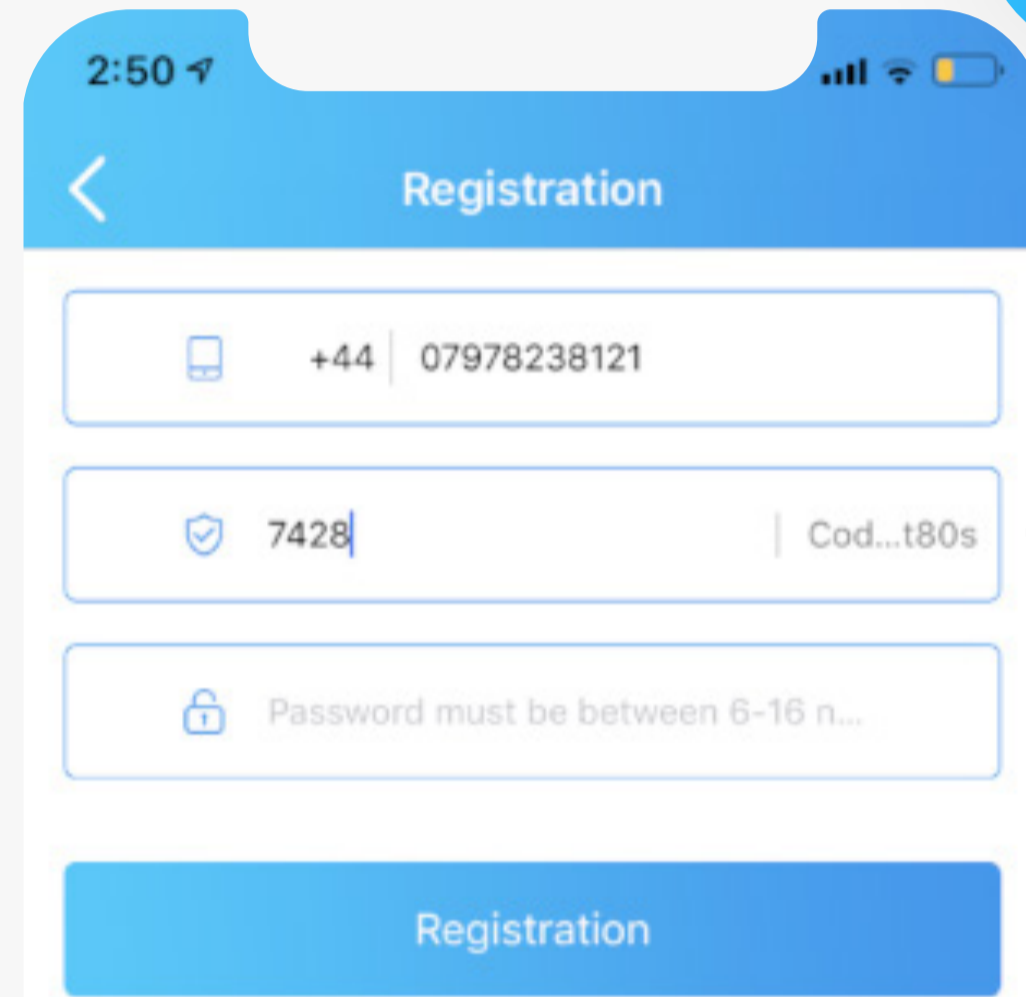 2:50
Registration
+44 07978238121
7428 Cod...t80s
Password must be between 6-16 n...
Registration